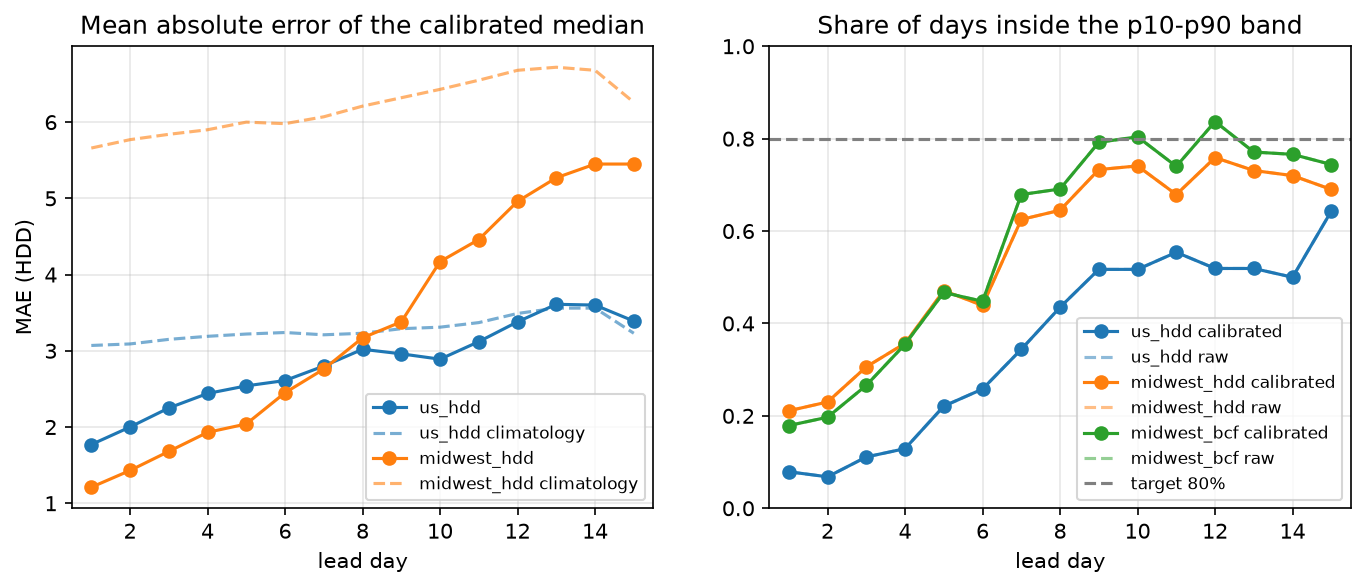 Mean absolute error of the calibrated median
MAE (HDD)
6
5
4
3
2
1
2 4 6 8 10 12 14
lead day
us_hdd
us_hdd climatology
midwest_hdd
midwest_hdd climatology
Share of days inside the p10-p90 band
1.0
0.8
0.6
0.4
0.2
0.0
2 4 6 8 10 12 14
lead day
us_hdd calibrated
us_hdd raw
midwest_hdd calibrated
midwest_hdd raw
midwest_bcf calibrated
midwest_bcf raw
target 80%